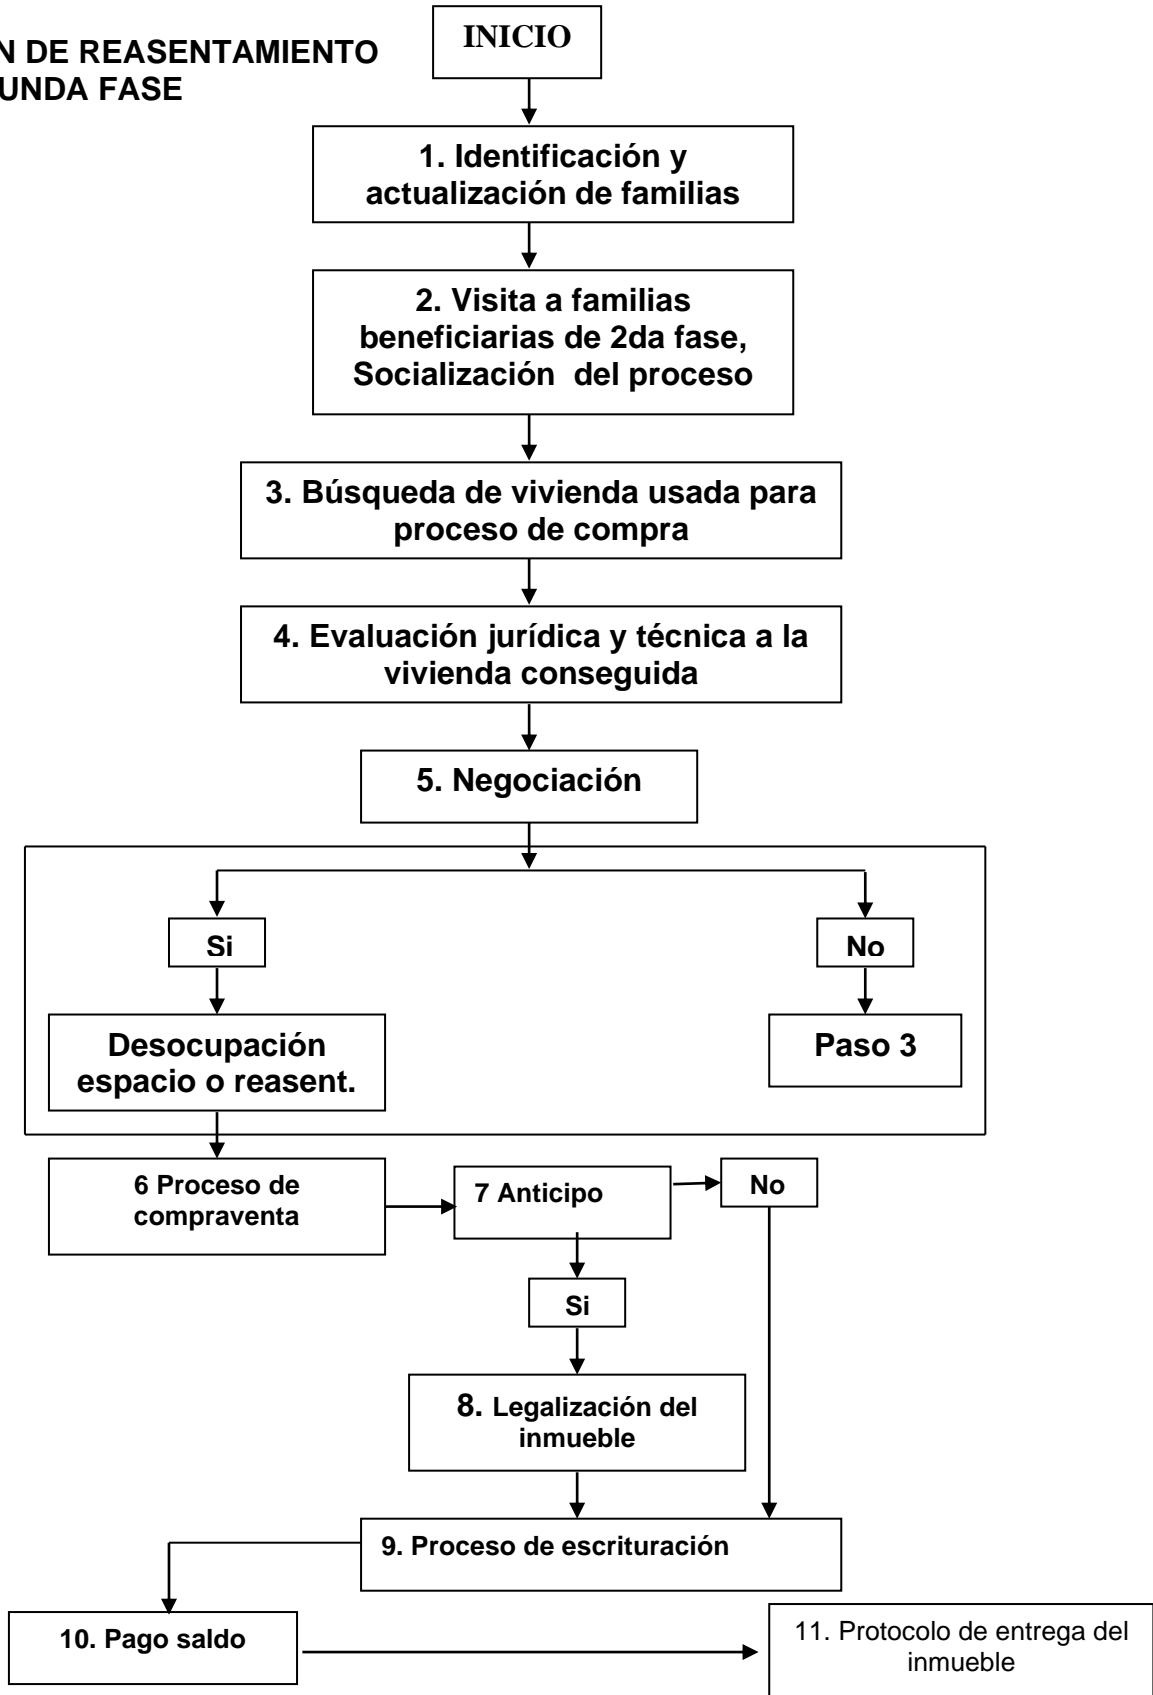 INICIO
N DE REASENTAMIENTO
UNDA FASE
1. Identificación y
actualización de familias
2. Visita a familias
beneficiarias de 2da fase,
Socialización del proceso
3. Búsqueda de vivienda usada para
proceso de compra
4. Evaluación jurídica y técnica a la
vivienda conseguida
5. Negociación
Si
No
Desocupación
espacio o reasent.
Paso 3
6 Proceso de
compraventa
7 Anticipo
No
Si
8. Legalización del
inmueble
9. Proceso de escrituración
10. Pago saldo
11. Protocolo de entrega del
inmueble